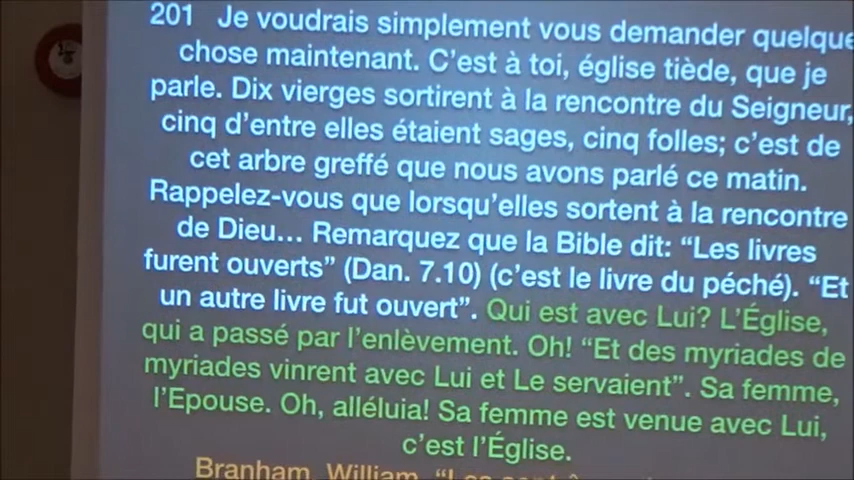 201 Je voudrais simplement vous demander quelque
chose maintenant. C'est à toi, église tiède, que je
parle. Dix vierges sortirent à la rencontre du Seigneur,
cinq d'entre elles étaient sages, cinq folles; c'est de
cet arbre greffé que nous avons parlé ce matin.
Rappelez-vous que lorsqu'elles sortent à la rencontre
de Dieu... Remarquez que la Bible dit: “Les livres
furent ouverts” (Dan. 7.10) (c'est le livre du péché). “Et
un autre livre fut ouvert”. Qui est avec Lui? L'Église,
qui a passé par l'enlèvement. Oh! “Et des myriades de
myriades vinrent avec Lui et Le servaient”. Sa femme,
l'Epouse. Oh, alléluia! Sa femme est venue avec Lui,
c'est l'Église.
Branham, William